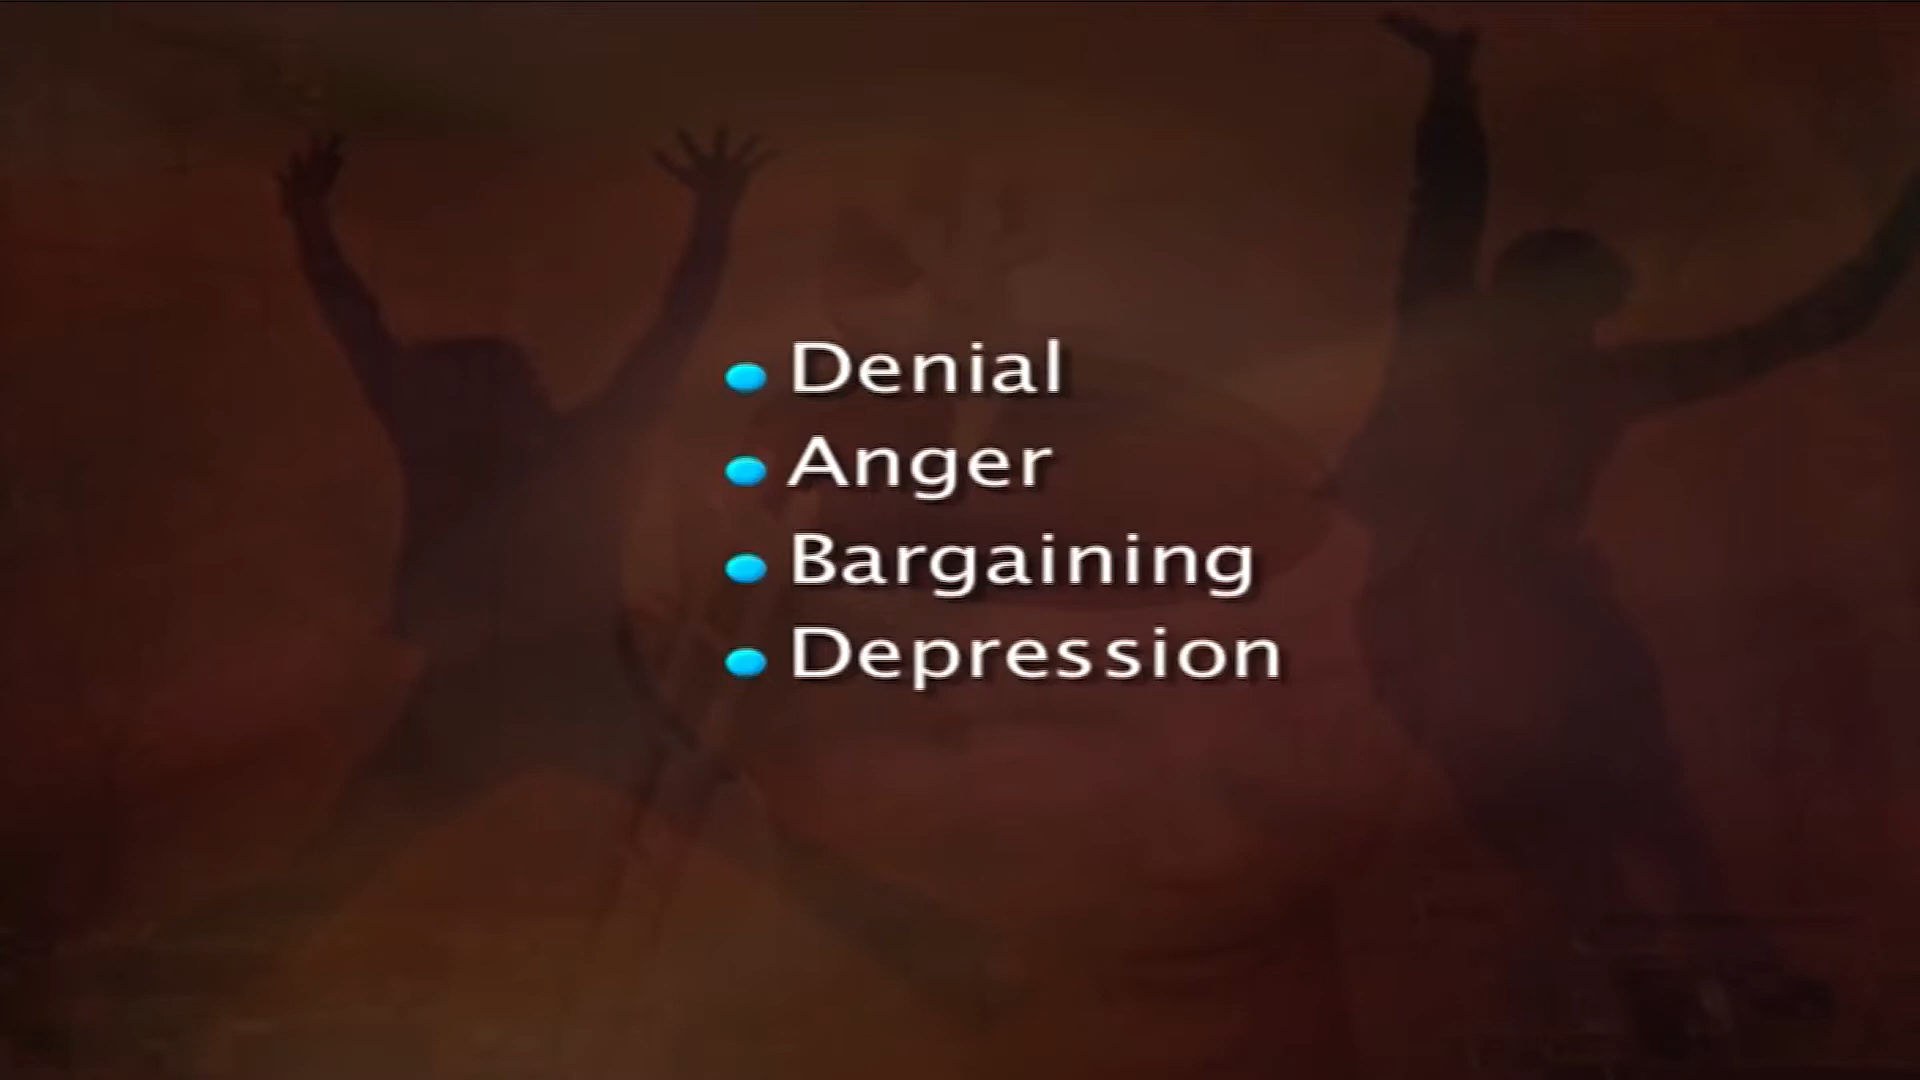 • Denial
• Anger
• Bargaining
• Depression